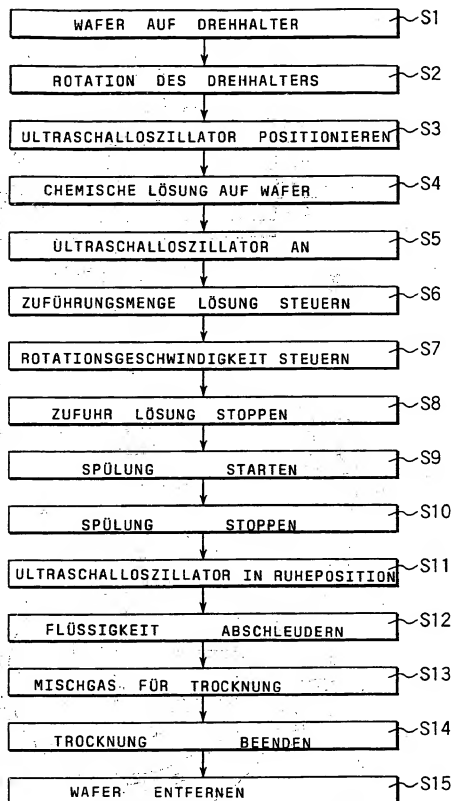 WAFER AUF DREHHALTER S1
ROTATION DES DREHHALTERS S2
ULTRASCHALLOSZILLATOR POSITIONIEREN S3
CHEMISCHE LÖSUNG AUF WAFER S4
ULTRASCHALLOSZILLATOR AN S5
ZUFÜHRUNGSMENGE LÖSUNG STEUERN S6
ROTATIONSGESCHWINDIGKEIT STEUERN S7
ZUFUHR LÖSUNG STOPPEN S8
SPÜLUNG STARTEN S9
SPÜLUNG STOPPEN S10
ULTRASCHALLOSZILLATOR IN RUHEPOSITION S11
FLÜSSIGKEIT ABSCHLEUDERN S12
MISCHGAS FÜR TROCKNUNG S13
TROCKNUNG BEENDEN S14
WAFER ENTFERNEN S15